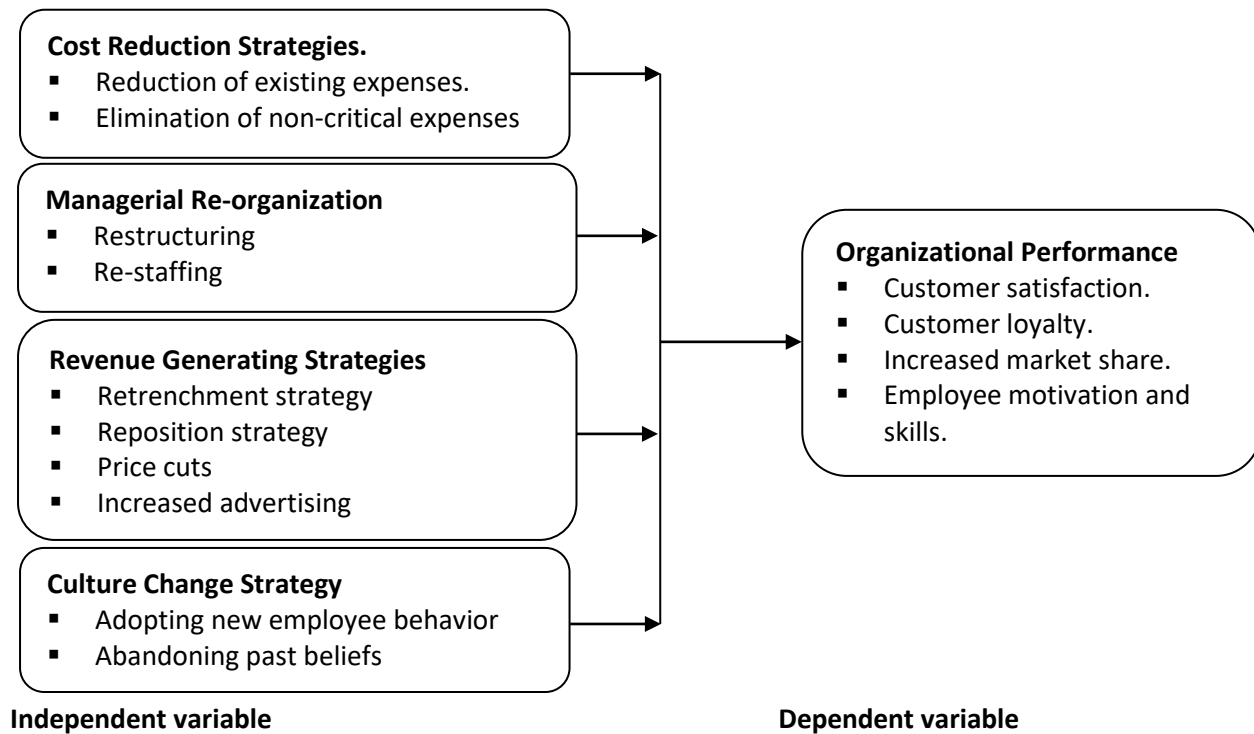 Cost Reduction Strategies.
▪ Reduction of existing expenses.
▪ Elimination of non-critical expenses
Managerial Re-organization
▪ Restructuring
▪ Re-staffing
Revenue Generating Strategies
▪ Retrenchment strategy
▪ Reposition strategy
▪ Price cuts
▪ Increased advertising
Culture Change Strategy
▪ Adopting new employee behavior
▪ Abandoning past beliefs
Independent variable
Organizational Performance
▪ Customer satisfaction.
▪ Customer loyalty.
▪ Increased market share.
▪ Employee motivation and
skills.
Dependent variable